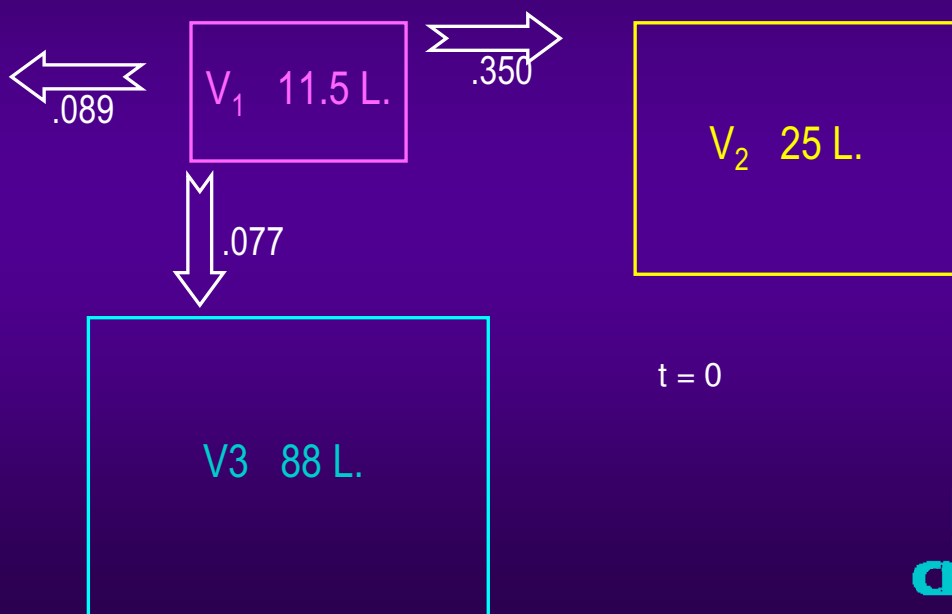 V₁ 11.5 L.
.350
.089
V₂ 25 L.
.077
t = 0
V3 88 L.